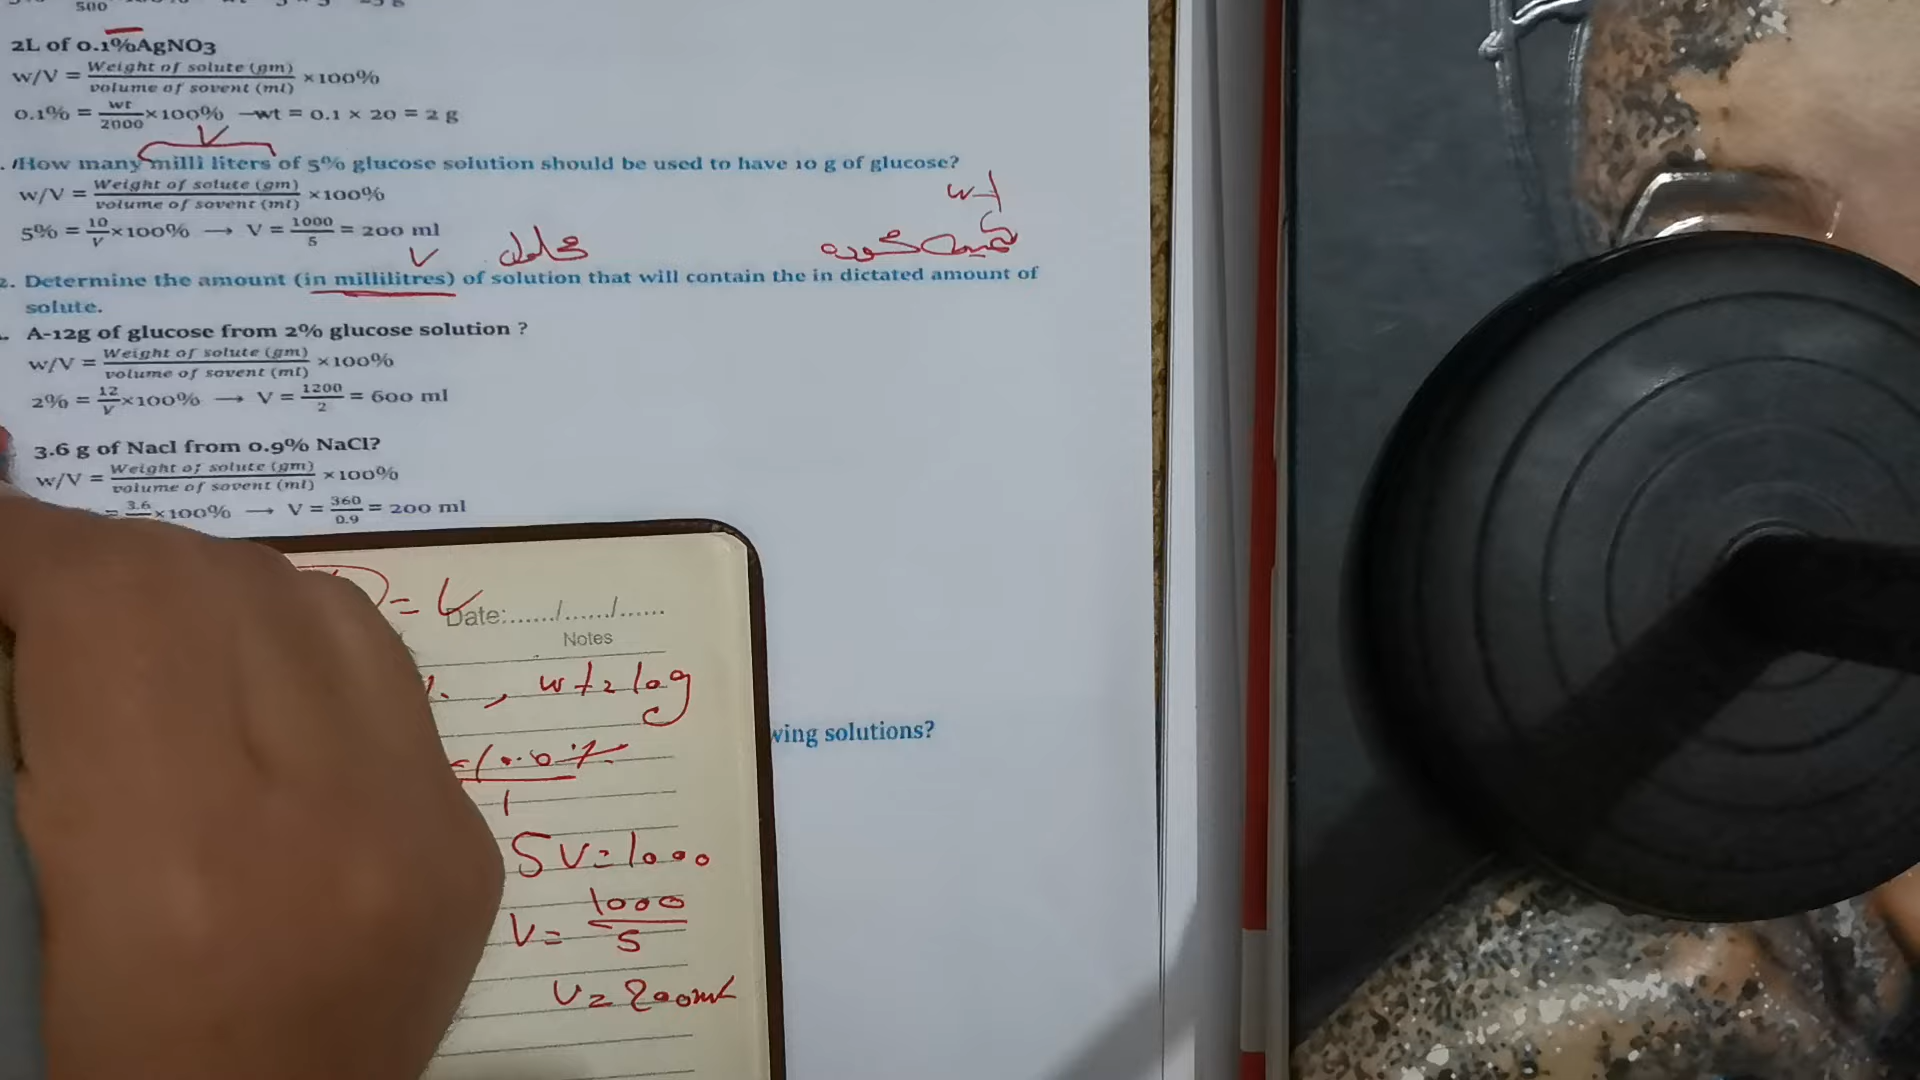 500
2L of 0.1%AgNO3
w/V = Weight of solute (gm) / volume of sovent (ml) ×100%
0.1% = wt / 2000 ×100% →wt = 0.1 × 20 = 2 g
V
How many milli liters of 5% glucose solution should be used to have 10 g of glucose?
w/V = Weight of solute (gm) / volume of sovent (ml) ×100%
wt
5% = 10 / V ×100% → V = 1000 / 5 = 200 ml
V محلول
2. Determine the amount (in millilitres) of solution that will contain the in dictated amount of
solute.
A-12g of glucose from 2% glucose solution ?
w/V = Weight of solute (gm) / volume of sovent (ml) ×100%
2% = 12 / V ×100% → V = 1200 / 2 = 600 ml
3.6 g of Nacl from 0.9% NaCl?
w/V = Weight of solute (gm) / volume of sovent (ml) ×100%
= 3.6 ×100% → V = 360 / 0.9 = 200 ml
Date:....../....../......
Notes
, wt = 10g
5V = 1000
V = 1000 / 5
V = 200ml
wing solutions?